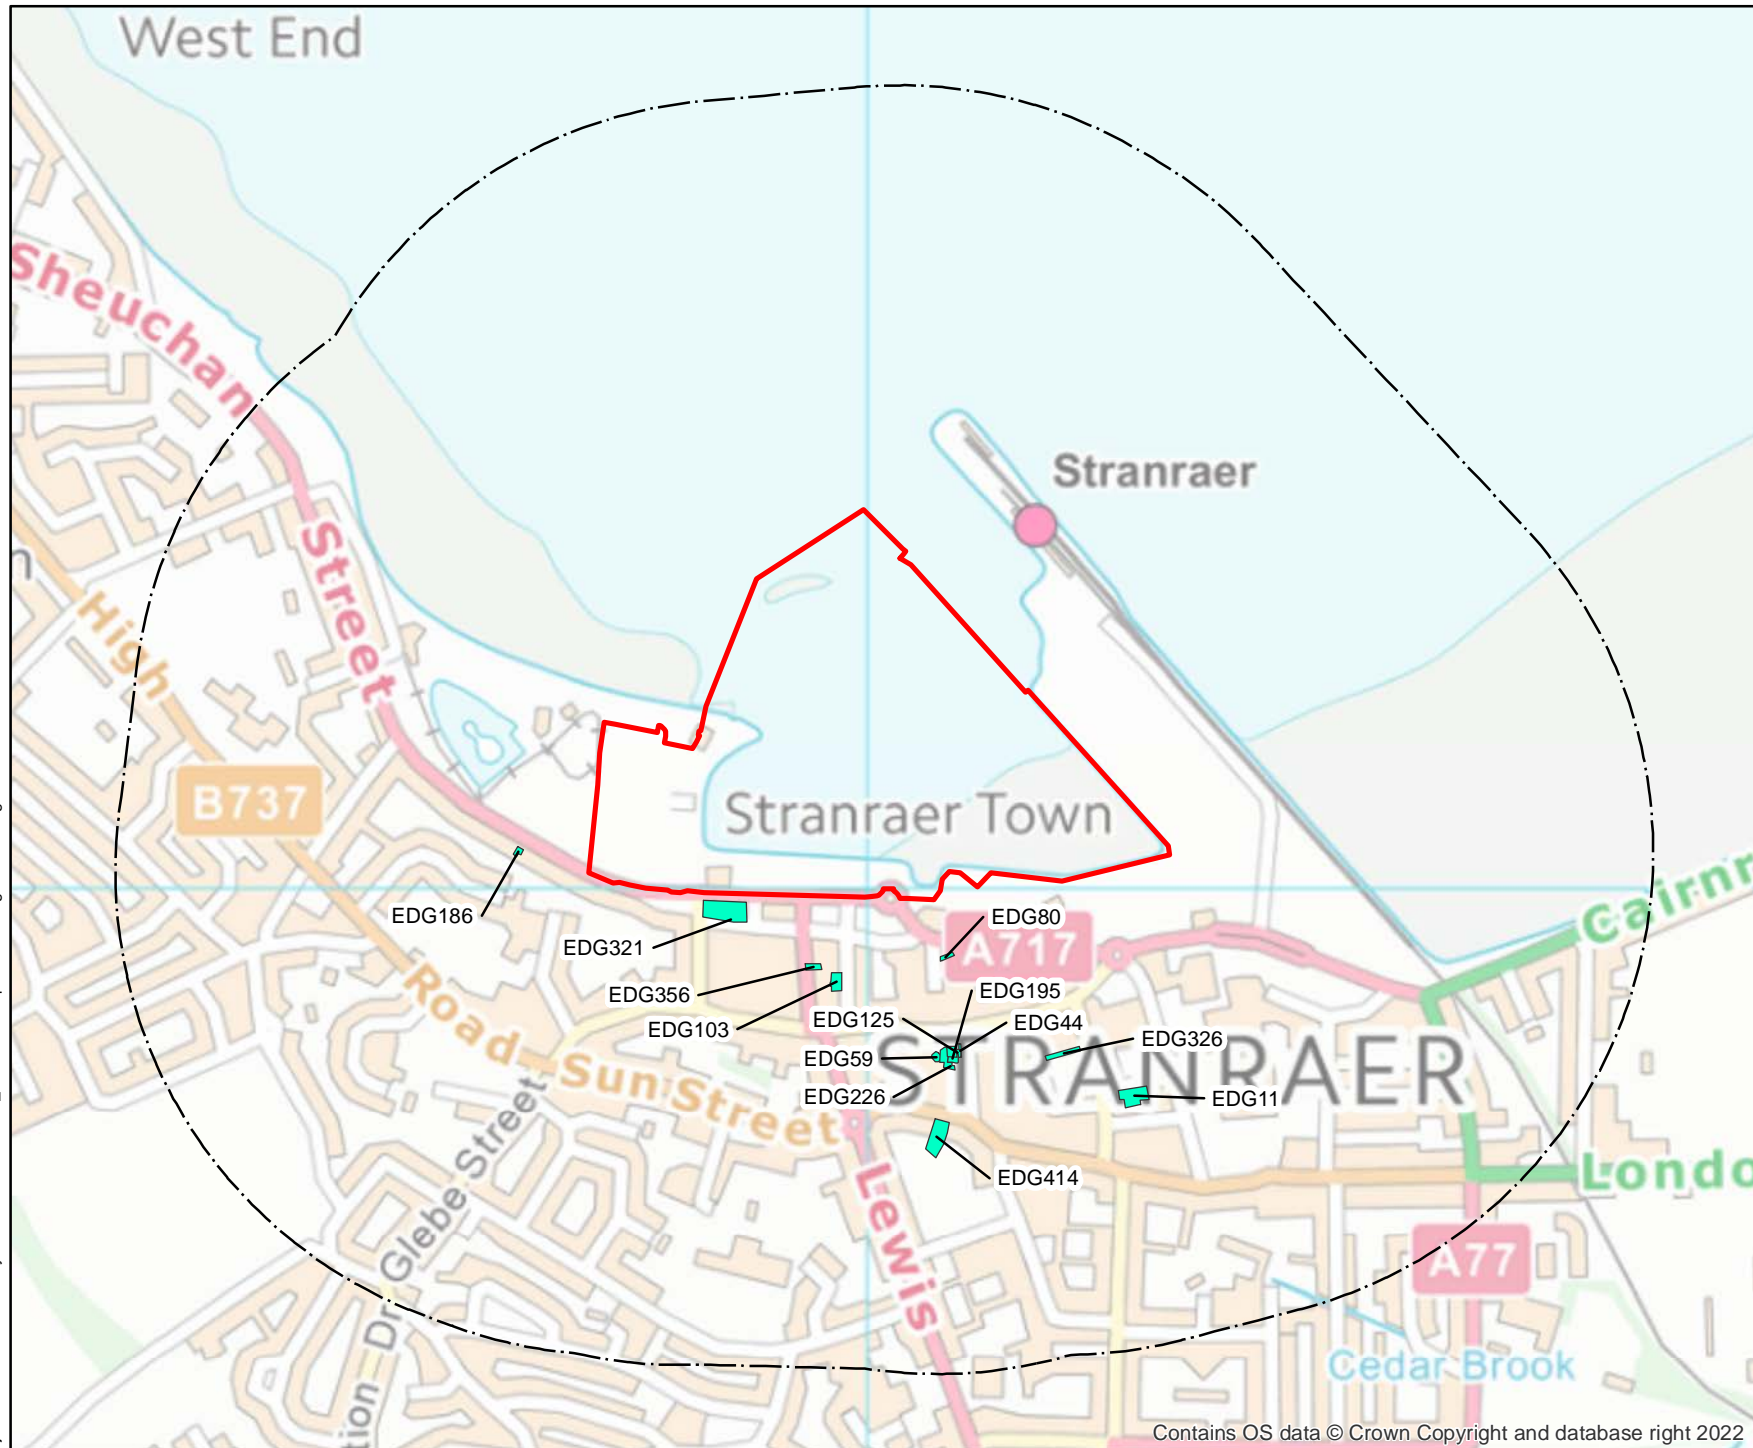 West End
Sheuchan
Street
Stranraer
High
B737
Stranraer Town
EDG186
EDG321
EDG80
A717
Cairnr
EDG356
EDG195
EDG103
EDG125
EDG44
EDG326
Road
EDG59
STRANRAER
Sun Street
EDG226
EDG11
Glebe Street
EDG414
Londo
Lewis
A77
Cedar Brook
Contains OS data © Crown Copyright and database right 2022